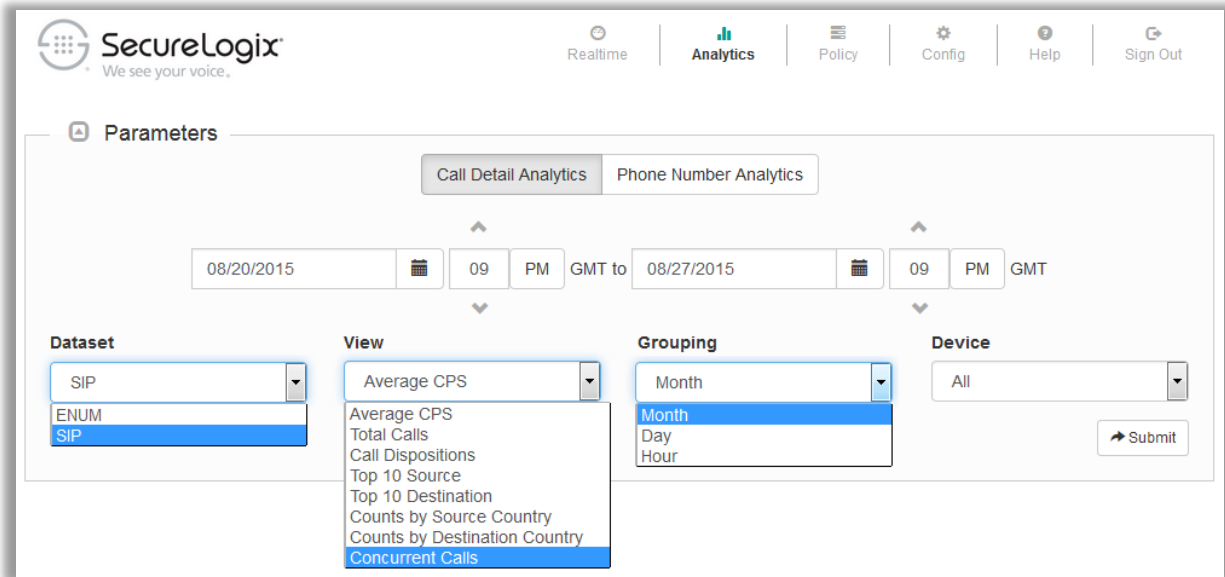 SecureLogix
We see your voice.
Realtime
Analytics
Policy
Config
Help
Sign Out
Parameters
Call Detail Analytics
Phone Number Analytics
08/20/2015 09 PM GMT to 08/27/2015 09 PM GMT
Dataset
SIP
ENUM
SIP
View
Average CPS
Average CPS
Total Calls
Call Dispositions
Top 10 Source
Top 10 Destination
Counts by Source Country
Counts by Destination Country
Concurrent Calls
Grouping
Month
Month
Day
Hour
Device
All
Submit